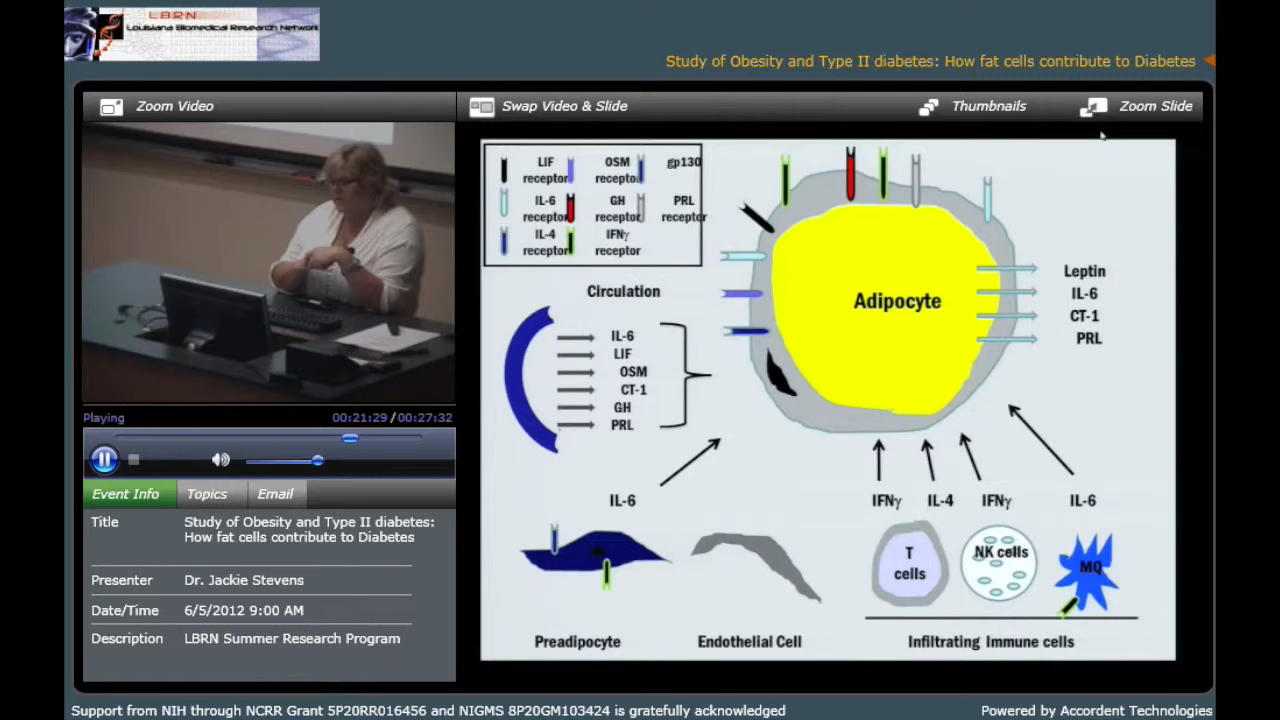 LBRN
Louisiana Biomedical Research Network
Study of Obesity and Type II diabetes: How fat cells contribute to Diabetes
Zoom Video
Swap Video & Slide
Thumbnails
Zoom Slide
LIF receptor
OSM receptor
gp130
IL-6 receptor
GH receptor
PRL receptor
IL-4 receptor
IFNγ receptor
Circulation
IL-6
LIF
OSM
CT-1
GH
PRL
Adipocyte
Leptin
IL-6
CT-1
PRL
IL-6
IFNγ
IL-4
IFNγ
IL-6
T cells
NK cells
MQ
Preadipocyte
Endothelial Cell
Infiltrating Immune cells
Playing
00:21:29 / 00:27:32
Event Info
Topics
Email
Title
Study of Obesity and Type II diabetes:
How fat cells contribute to Diabetes
Presenter
Dr. Jackie Stevens
Date/Time
6/5/2012 9:00 AM
Description
LBRN Summer Research Program
Support from NIH through NCRR Grant 5P20RR016456 and NIGMS 8P20GM103424 is gratefully acknowledged
Powered by Accordent Technologies